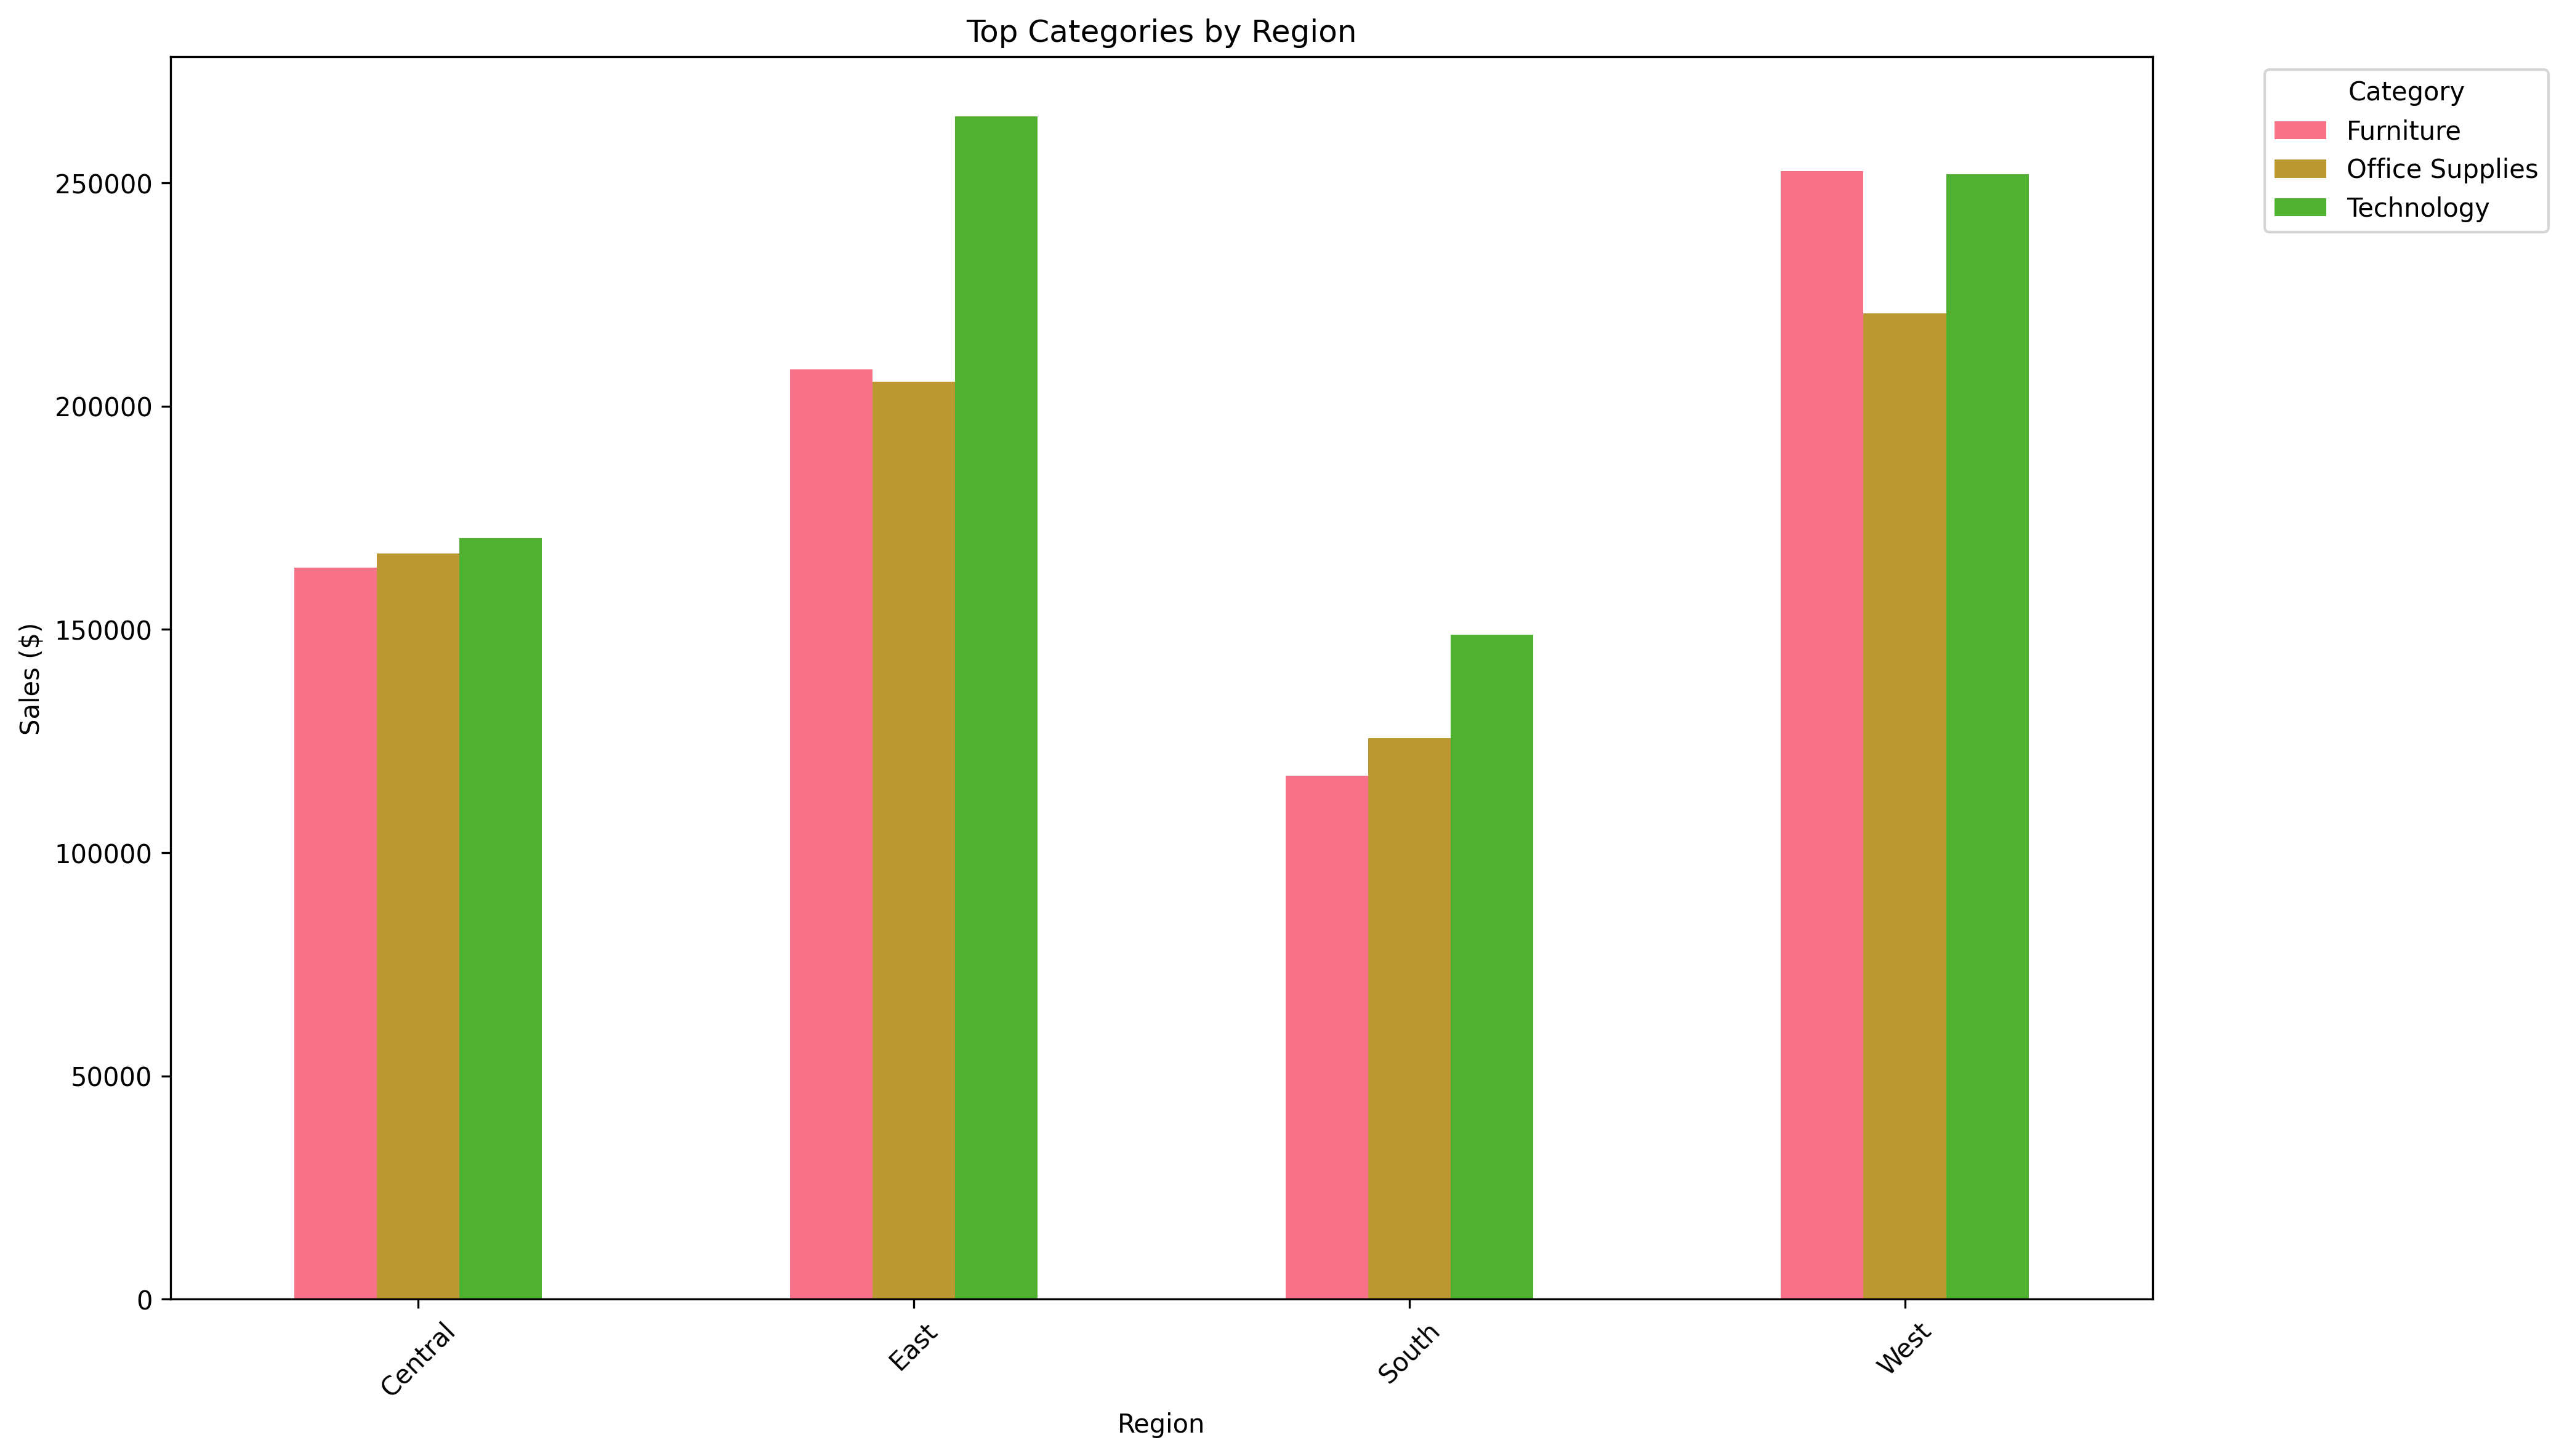 Top Categories by Region
Category
Furniture
Office Supplies
Technology
Sales ($)
250000
200000
150000
100000
50000
0
Central
East
South
West
Region